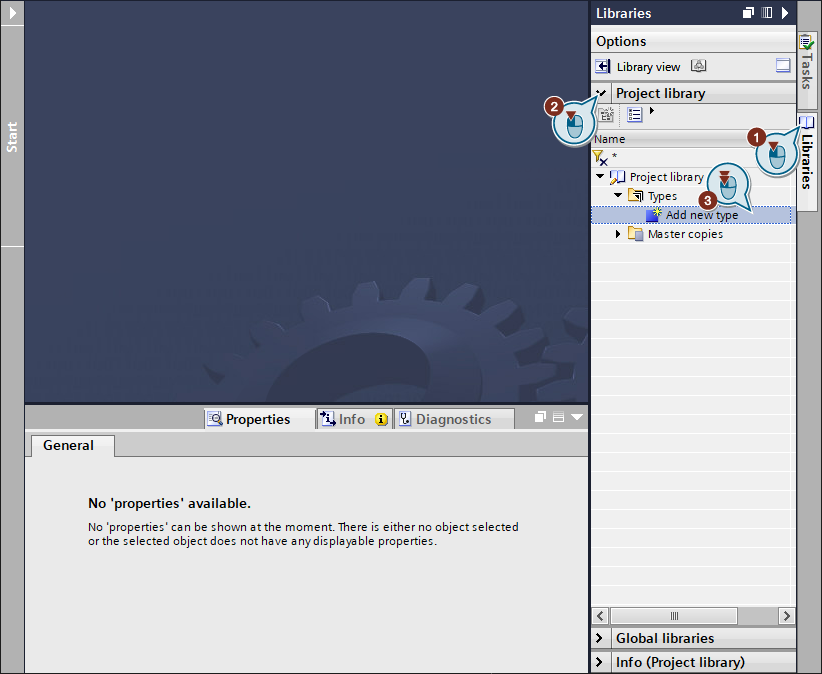 Libraries
Options
Library view
Project library
Name
*
Project library
Types
Add new type
Master copies
Global libraries
Info (Project library)
Start
Tasks
Libraries
1
2
3
Properties
Info
Diagnostics
General
No 'properties' available.
No 'properties' can be shown at the moment. There is either no object selected
or the selected object does not have any displayable properties.